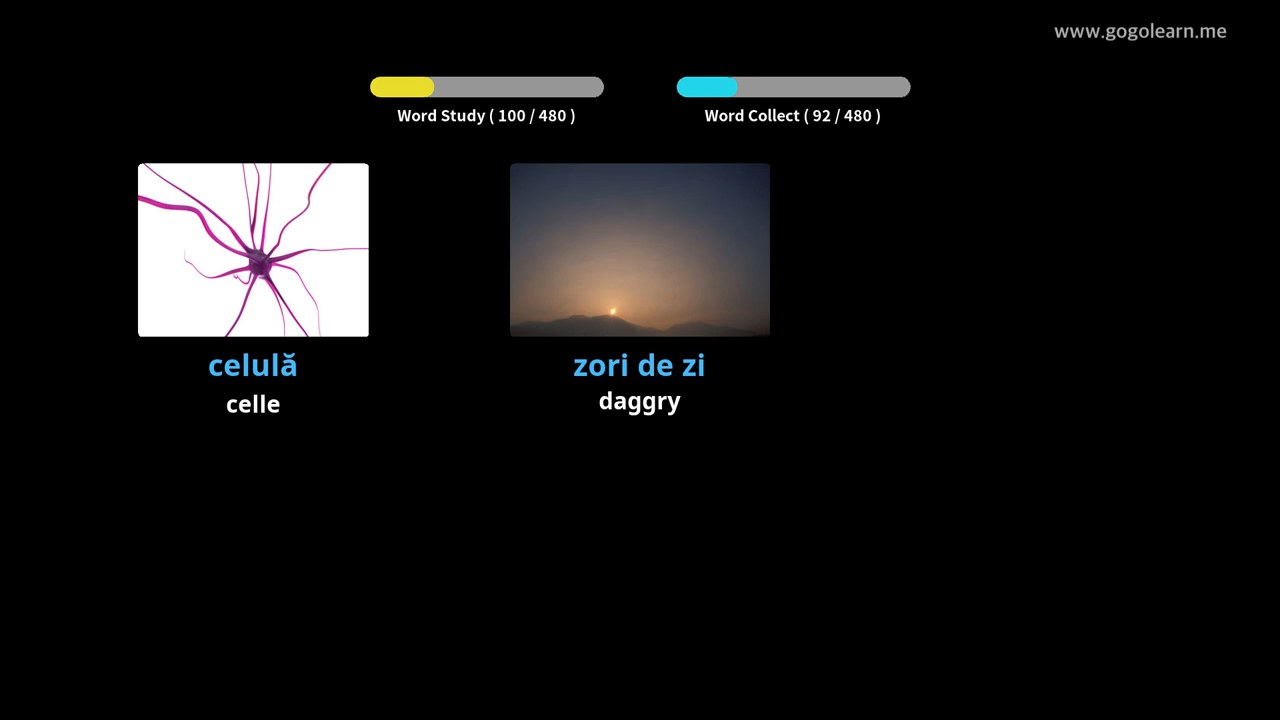 www.gogolearn.me
Word Study ( 100 / 480 )
Word Collect ( 92 / 480 )
celulă
celle
zori de zi
daggry